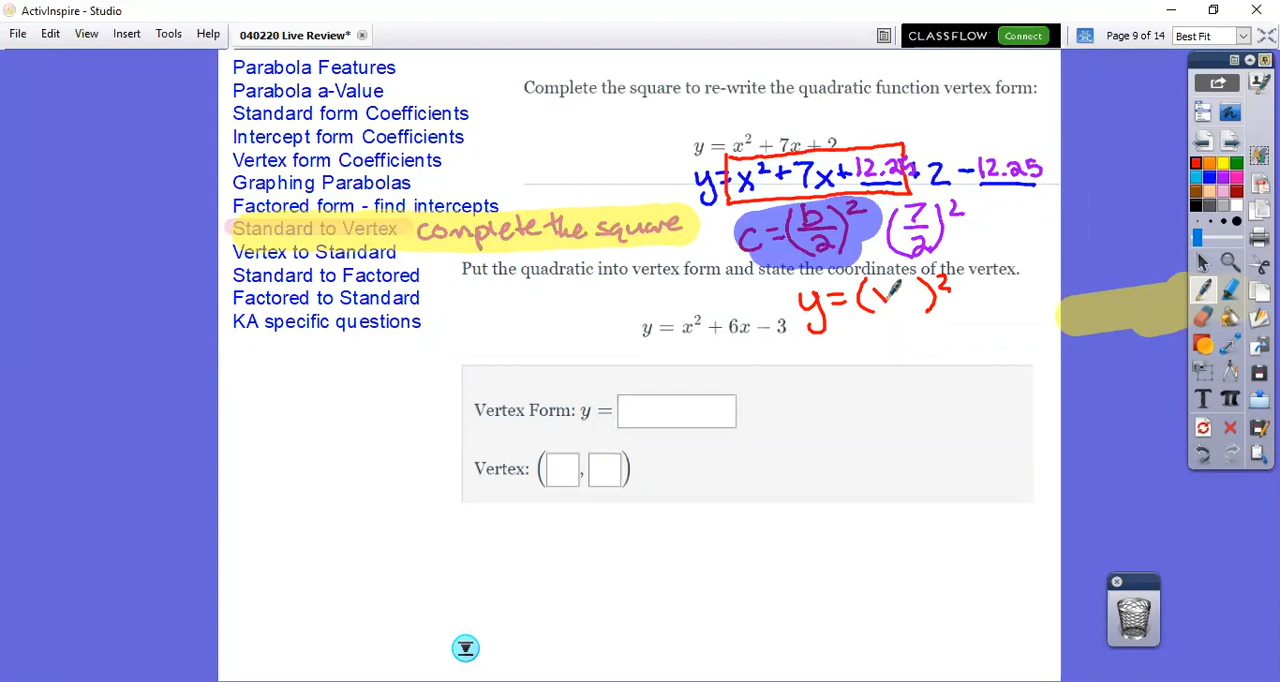 ActivInspire - Studio
File Edit View Insert Tools Help 040220 Live Review* CLASSFLOW Connect Page 9 of 14 Best Fit
Parabola Features
Parabola a-Value
Standard form Coefficients
Intercept form Coefficients
Vertex form Coefficients
Graphing Parabolas
Factored form - find intercepts
Standard to Vertex complete the square
Vertex to Standard
Standard to Factored
Factored to Standard
KA specific questions
Complete the square to re-write the quadratic function vertex form:
y = x² + 7x + 2
y = x² + 7x + 12.25 + 2 - 12.25
c = (b/2)² (7/2)²
Put the quadratic into vertex form and state the coordinates of the vertex.
y = ( )²
y = x² + 6x − 3
Vertex Form: y =
Vertex: ( , )
T π